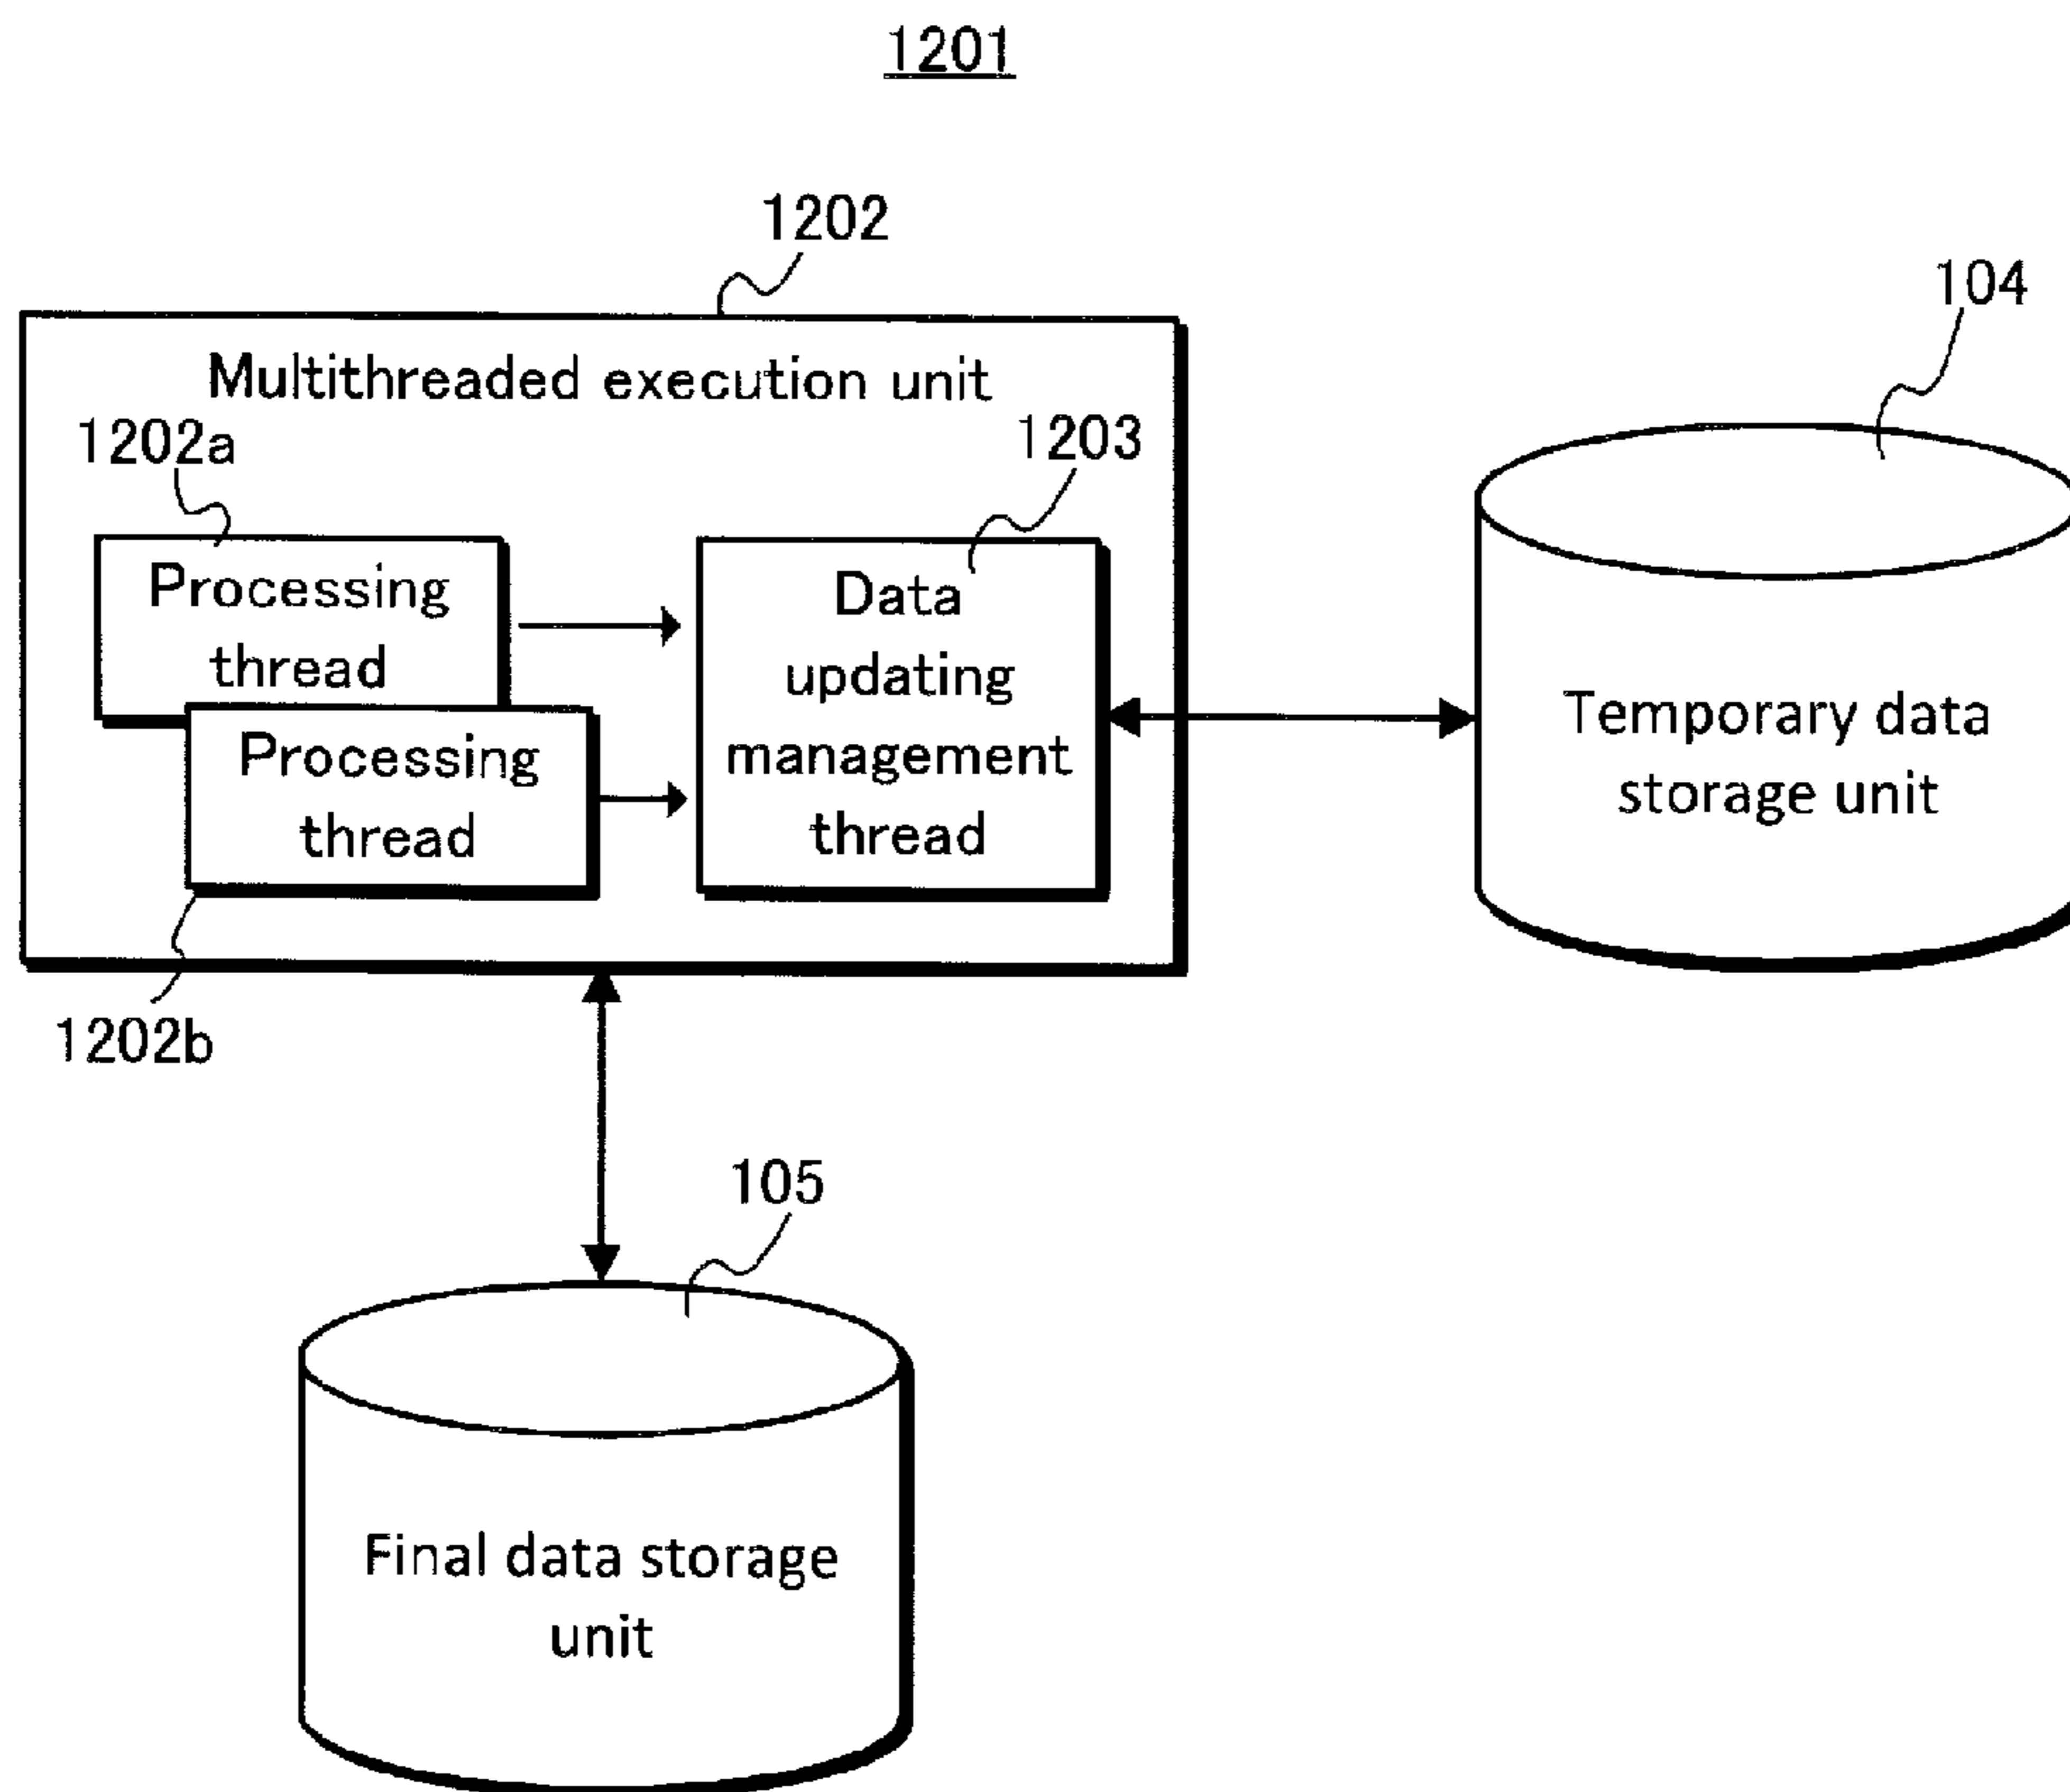 1201
1202
104
Multithreaded execution unit
1202a
1203
Processing
thread
Processing
thread
Data
updating
management
thread
Temporary data
storage unit
1202b
105
Final data storage
unit